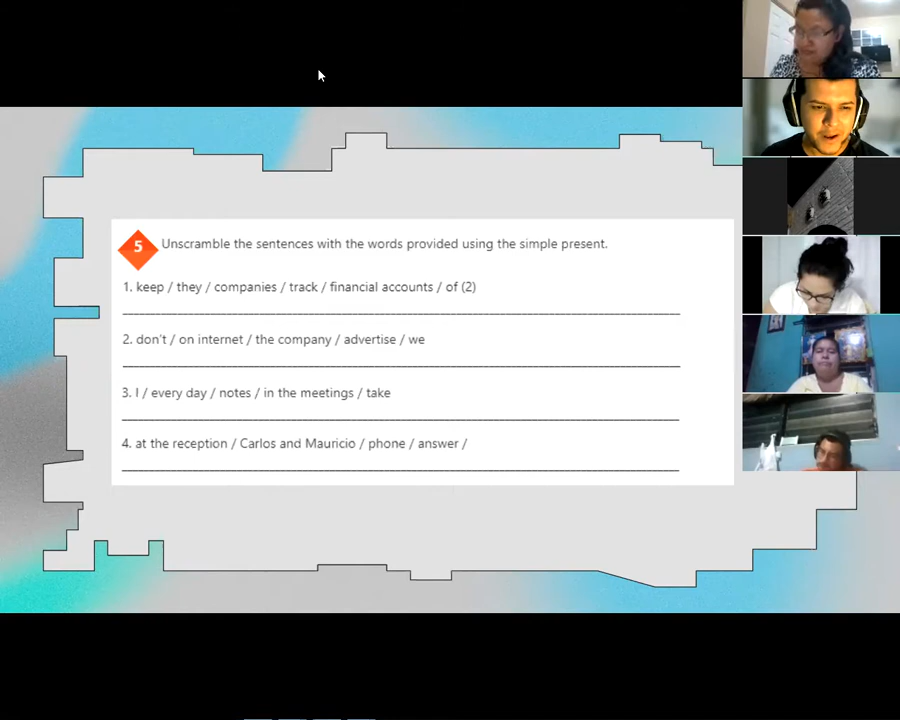 5 Unscramble the sentences with the words provided using the simple present.
1. keep / they / companies / track / financial accounts / of (2)
2. don't / on internet / the company / advertise / we
3. I / every day / notes / in the meetings / take
4. at the reception / Carlos and Mauricio / phone / answer /